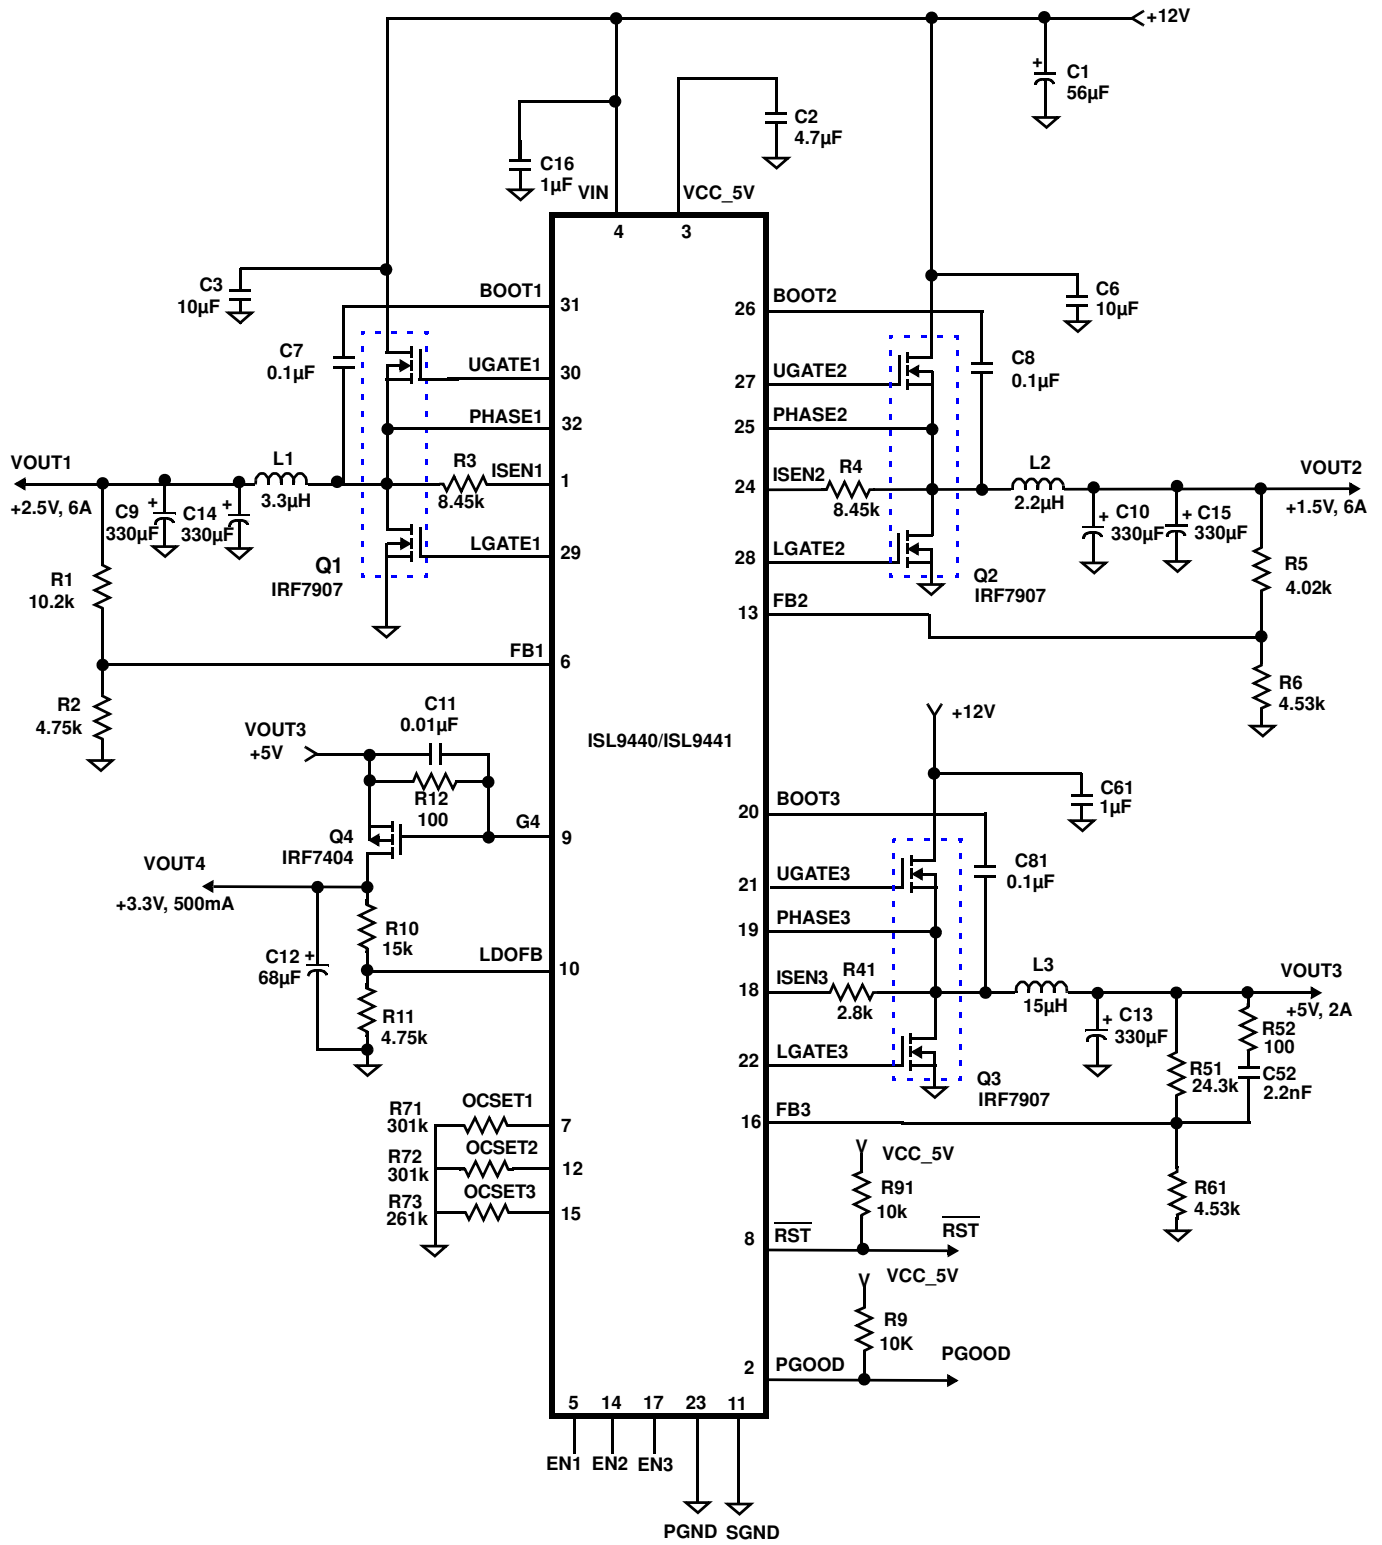 +12V
C1
56µF
C2
4.7µF
C16
1µF
VIN
VCC_5V
4
3
C3
10µF
BOOT1
31
C7
0.1µF
UGATE1
30
PHASE1
32
VOUT1
+2.5V, 6A
L1
3.3µH
R3
8.45k
ISEN1
1
C9
330µF
+
C14
330µF
+
Q1
IRF7907
LGATE1
29
R1
10.2k
FB1
6
R2
4.75k
VOUT3
+5V
C11
0.01µF
R12
100
G4
9
Q4
IRF7404
VOUT4
+3.3V, 500mA
R10
15k
C12
68µF
+
LDOFB
10
R11
4.75k
R71
301k
OCSET1
7
R72
301k
OCSET2
12
R73
261k
OCSET3
15
ISL9440/ISL9441
+
26
BOOT2
C6
10µF
C8
0.1µF
27
UGATE2
25
PHASE2
24
ISEN2
R4
8.45k
L2
2.2µH
VOUT2
+1.5V, 6A
+
C10
330µF
+
C15
330µF
28
LGATE2
Q2
IRF7907
R5
4.02k
13
FB2
R6
4.53k
+12V
C61
1µF
20
BOOT3
C81
0.1µF
21
UGATE3
19
PHASE3
18
ISEN3
R41
2.8k
L3
15µH
VOUT3
+5V, 2A
+
C13
330µF
R52
100
R51
24.3k
C52
2.2nF
22
LGATE3
Q3
IRF7907
16
FB3
VCC_5V
R91
10k
R61
4.53k
8
RST
RST
VCC_5V
R9
10K
2
PGOOD
PGOOD
5
14
17
23
11
EN1
EN2
EN3
PGND
SGND